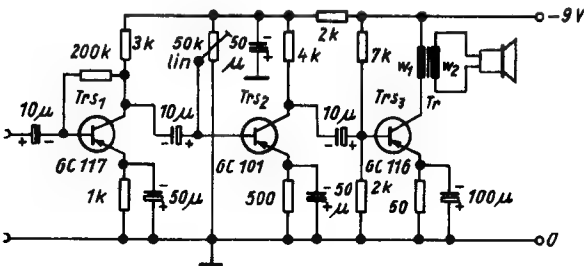 -9V
3k
50k
lin
50
μ
2k
200k
4k
7k
W1
W2
Trs1
10μ
10μ
Trs2
10μ
Trs3
Tr
GC 117
GC 101
GC 116
1k
50μ
500
50
μ
2k
60
100μ
0